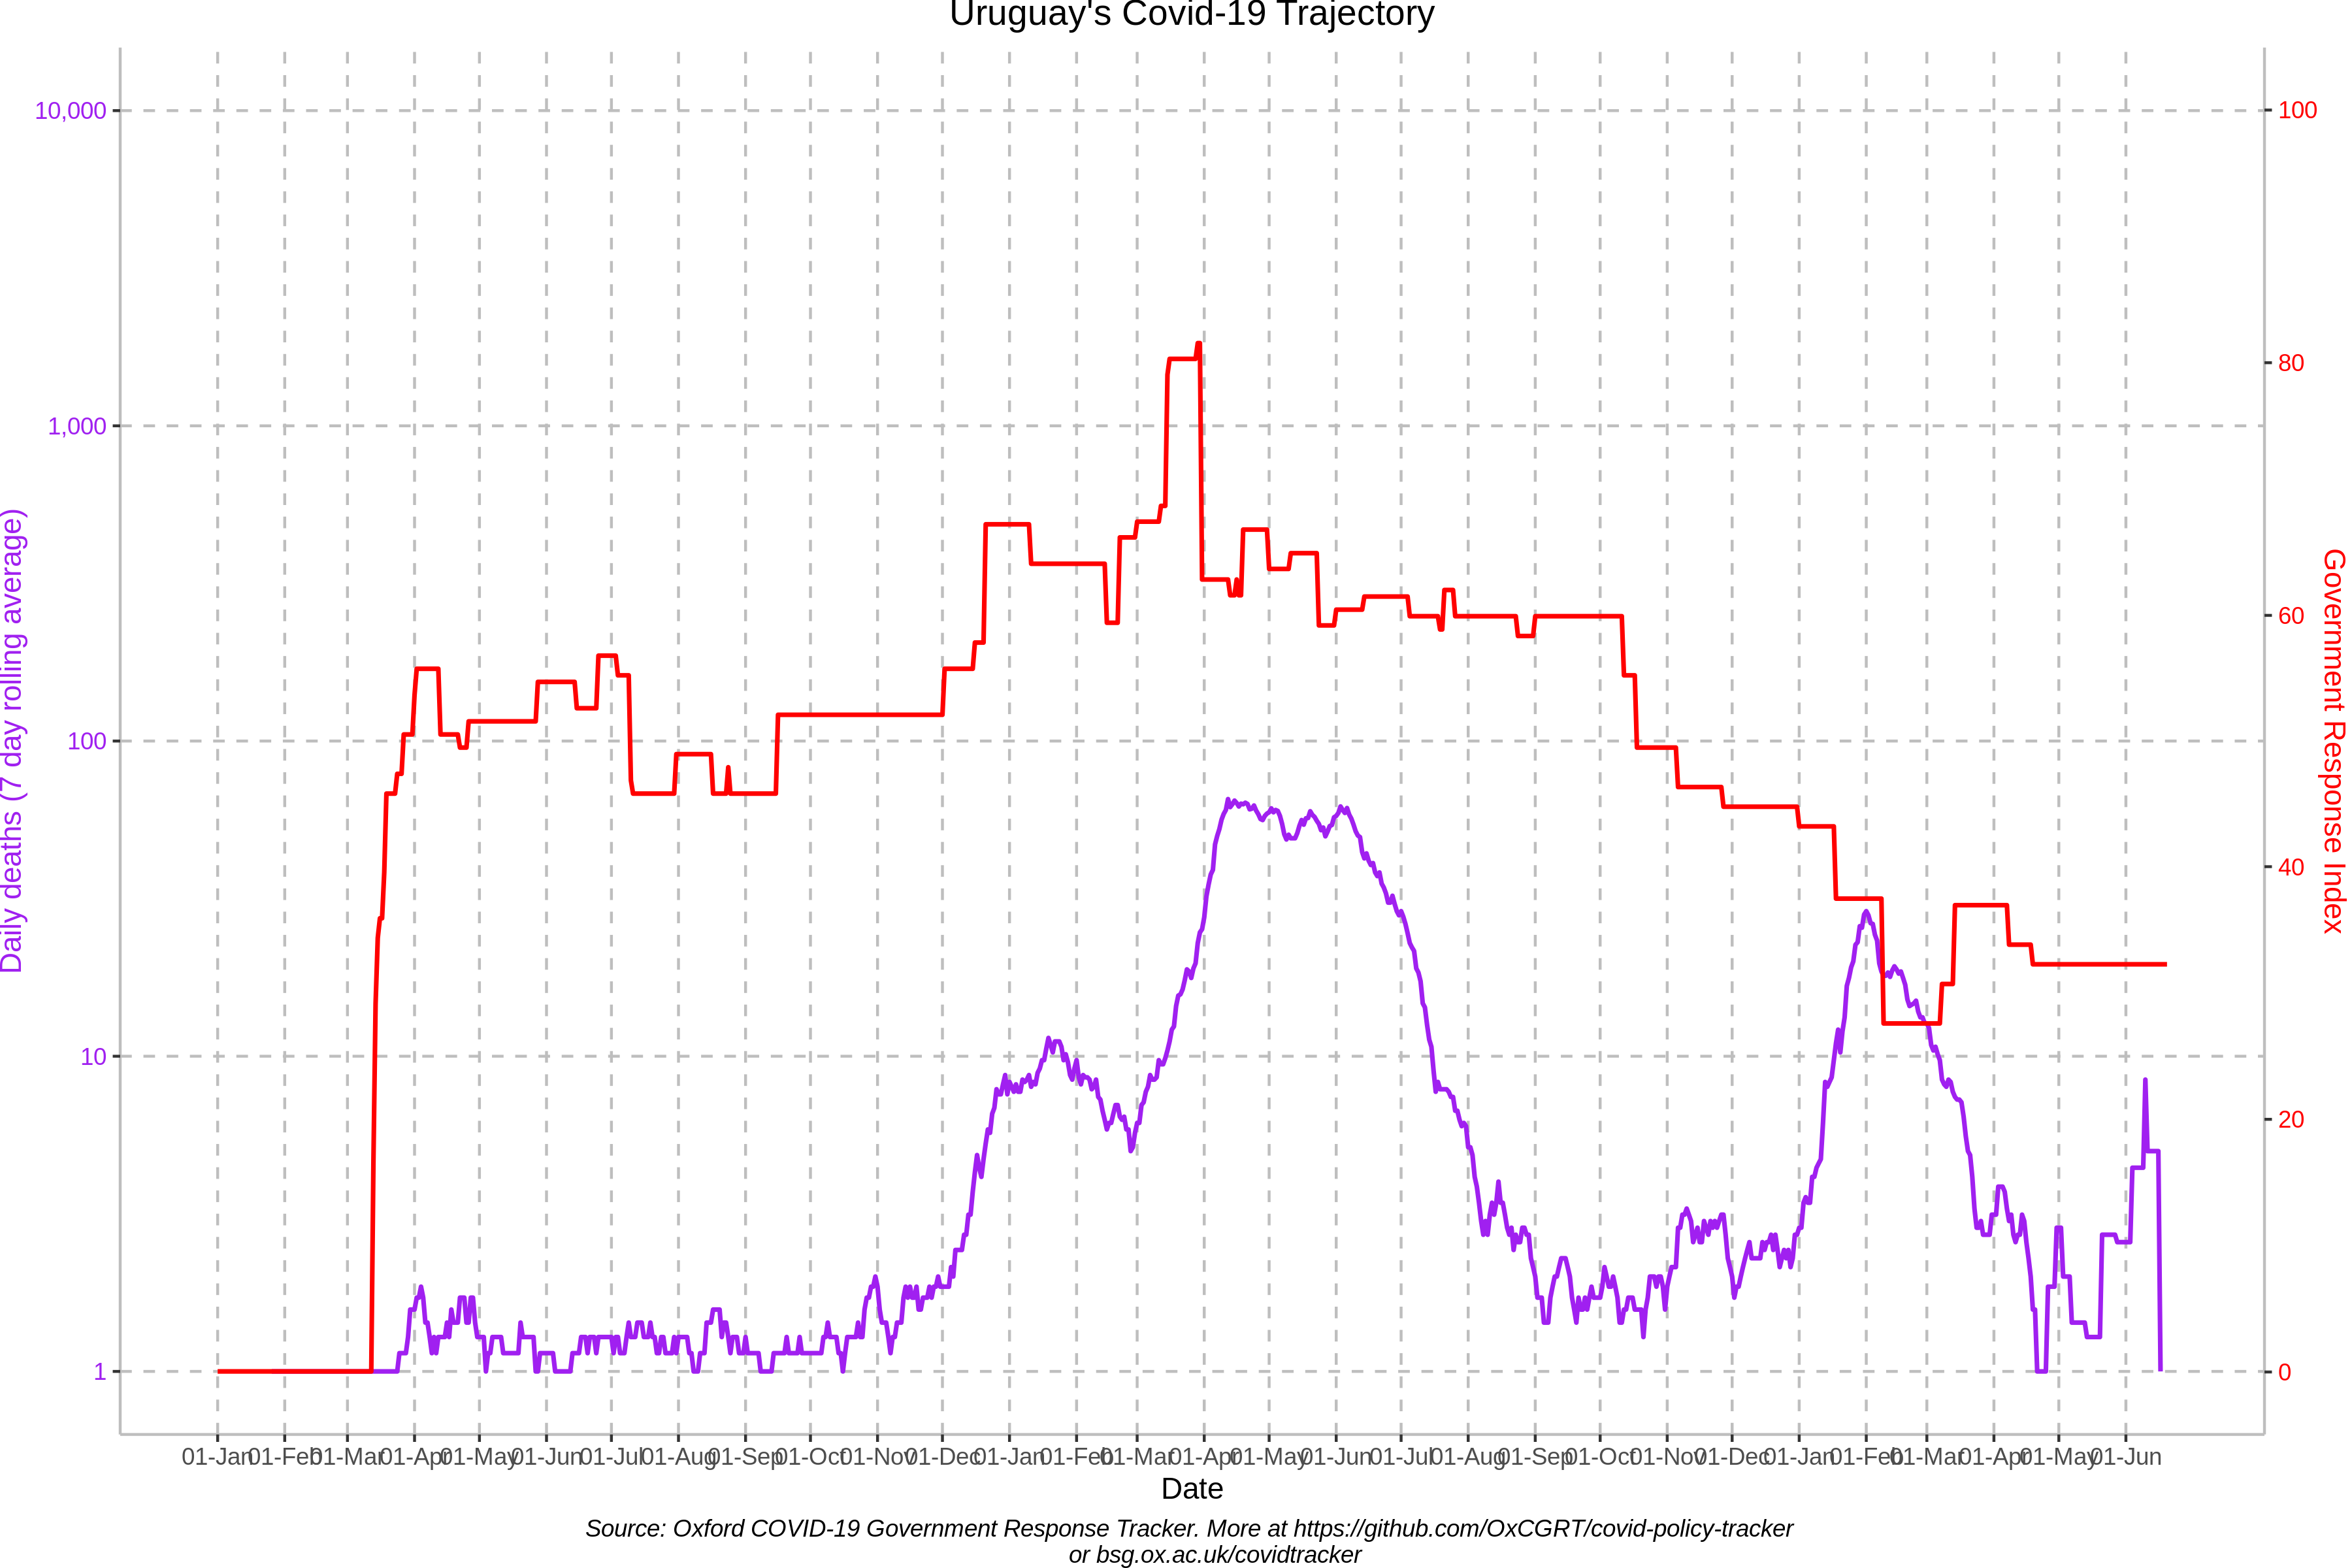 Uruguay's Covid-19 Trajectory
10,000
1,000
100
10
1
Daily deaths (7 day rolling average)
100
80
60
40
20
0
Government Response Index
01-Jan 01-Feb 01-Mar 01-Apr 01-May 01-Jun 01-Jul 01-Aug 01-Sep 01-Oct 01-Nov 01-Dec 01-Jan 01-Feb 01-Mar 01-Apr 01-May 01-Jun 01-Jul 01-Aug 01-Sep 01-Oct 01-Nov 01-Dec 01-Jan 01-Feb 01-Mar 01-Apr 01-May 01-Jun
Date
Source: Oxford COVID-19 Government Response Tracker. More at https://github.com/OxCGRT/covid-policy-tracker
or bsg.ox.ac.uk/covidtracker